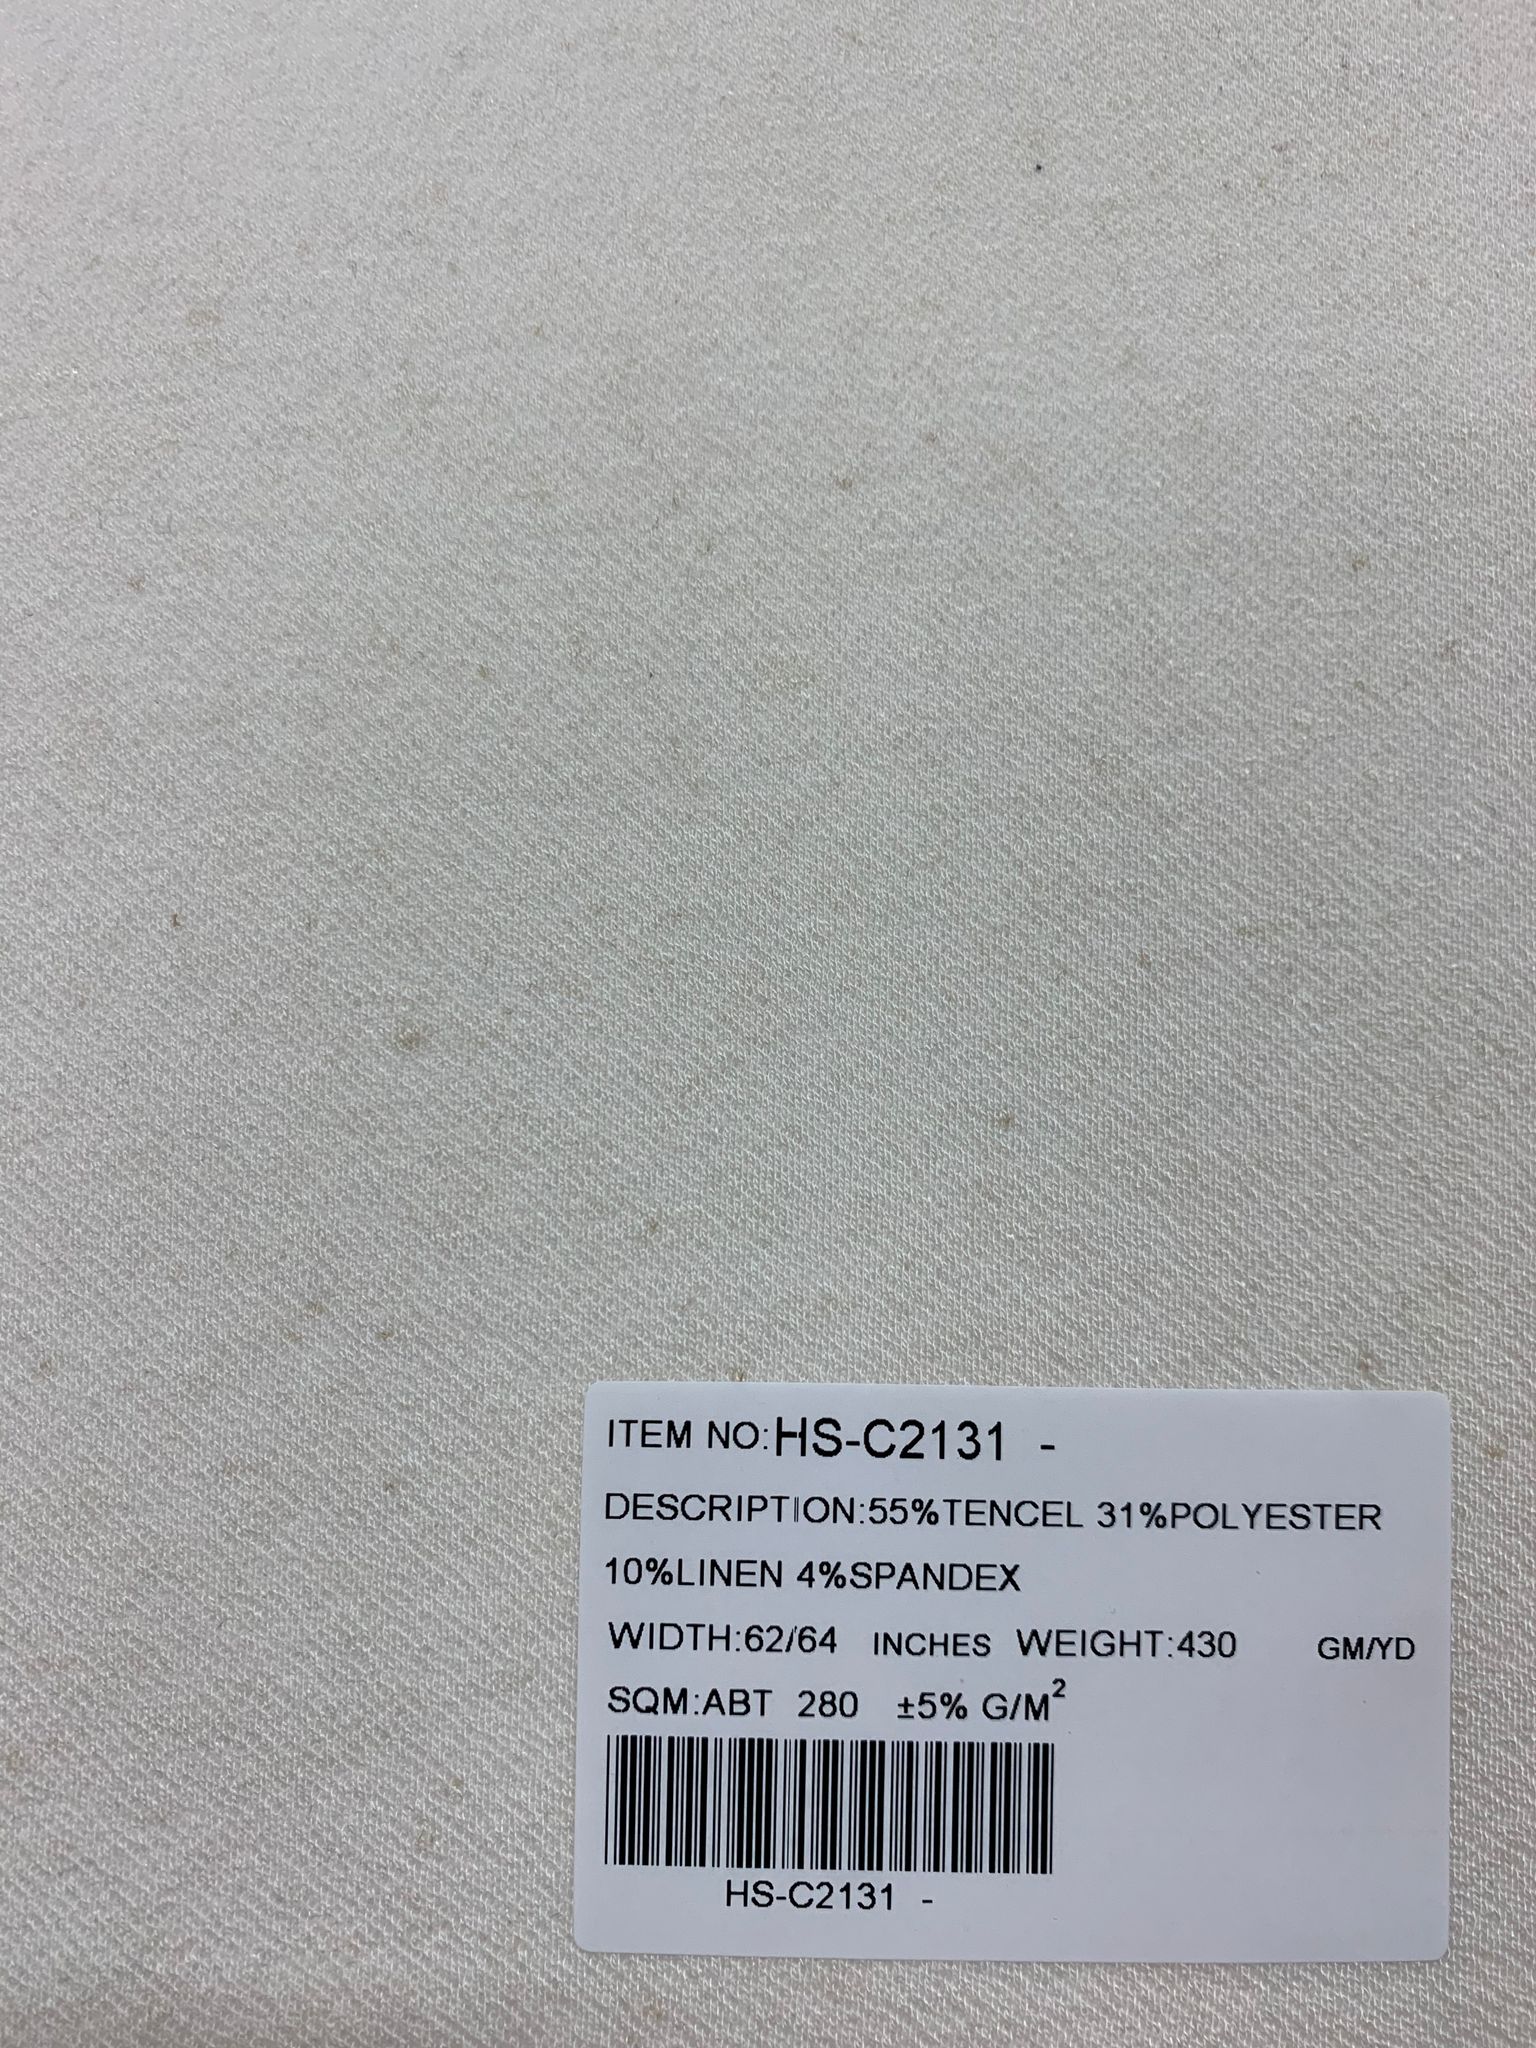 ITEM NO:HS-C2131 -
DESCRIPTION:55%TENCEL 31%POLYESTER
10%LINEN 4%SPANDEX
WIDTH:62/64 INCHES WEIGHT:430 GM/YD
SQM:ABT 280 ±5% G/M²
HS-C2131 -